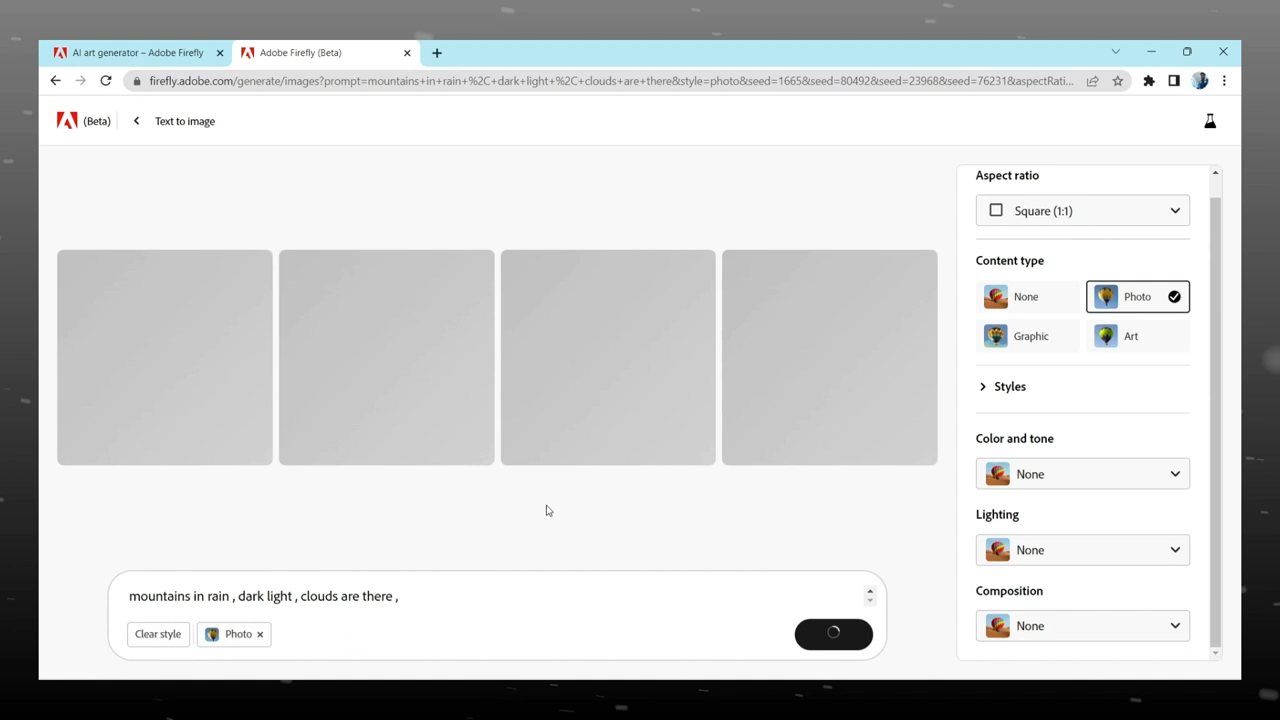 AI art generator – Adobe Firefly
Adobe Firefly (Beta)
firefly.adobe.com/generate/images?prompt=mountains+in+rain+%2C+dark+light+%2C+clouds+are+there+&style=photo&seed=1665&seed=80492&seed=23968&seed=76231&aspectRati...
(Beta)
Text to image
Aspect ratio
Square (1:1)
Content type
None
Photo
Graphic
Art
Styles
Color and tone
None
Lighting
None
Composition
None
mountains in rain , dark light , clouds are there ,
Clear style
Photo